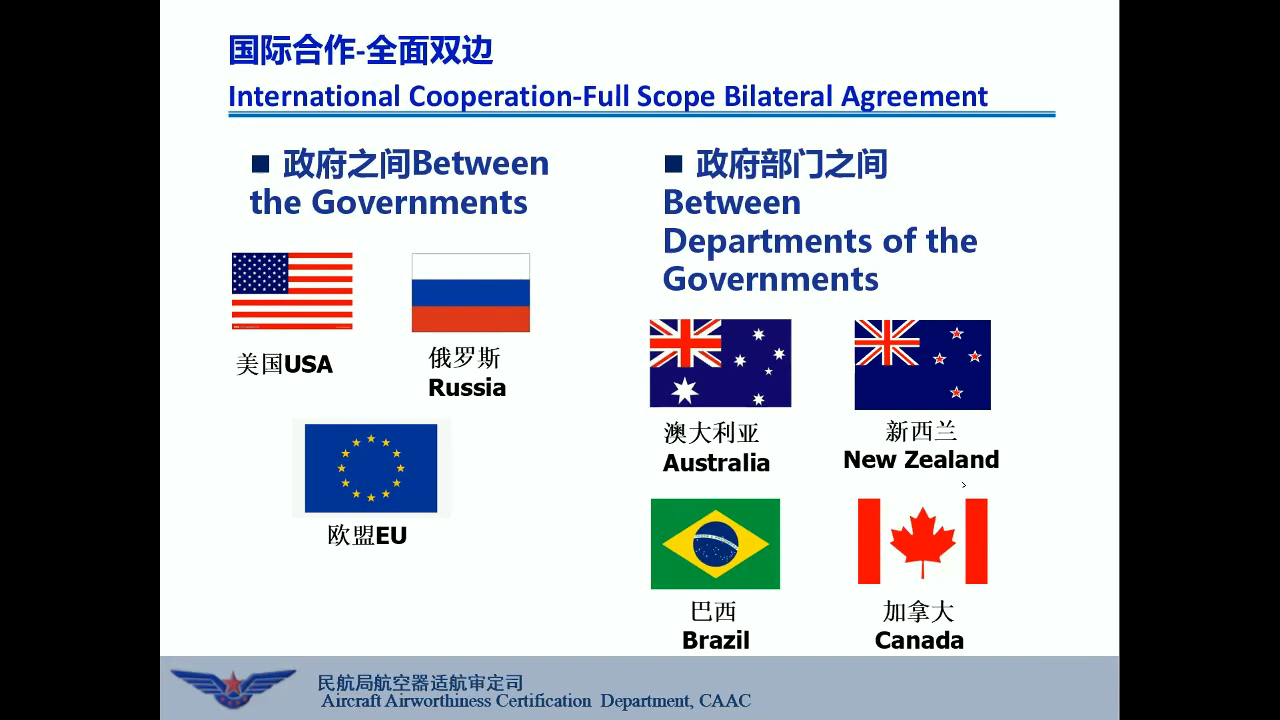 国际合作-全面双边
International Cooperation-Full Scope Bilateral Agreement
■ 政府之间Between
the Governments
美国USA
俄罗斯
Russia
欧盟EU
■ 政府部门之间
Between
Departments of the
Governments
澳大利亚
Australia
新西兰
New Zealand
巴西
Brazil
加拿大
Canada
民航局航空器适航审定司
Aircraft Airworthiness Certification Department, CAAC